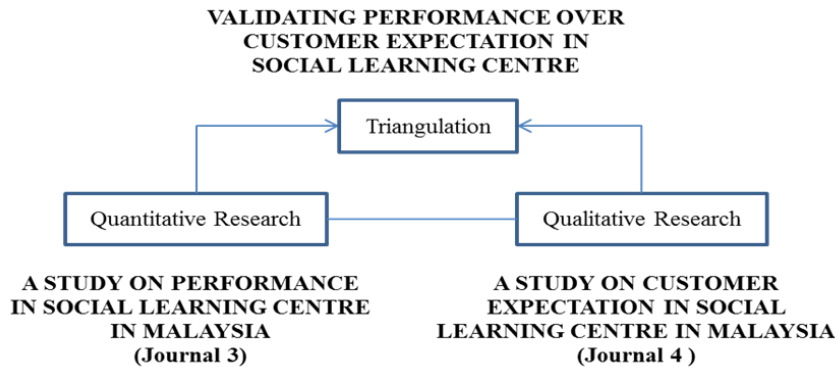 VALIDATING PERFORMANCE OVER
CUSTOMER EXPECTATION IN
SOCIAL LEARNING CENTRE
Triangulation
Quantitative Research
Qualitative Research
A STUDY ON PERFORMANCE
IN SOCIAL LEARNING CENTRE
IN MALAYSIA
(Journal 3)
A STUDY ON CUSTOMER
EXPECTATION IN SOCIAL
LEARNING CENTRE IN MALAYSIA
(Journal 4 )